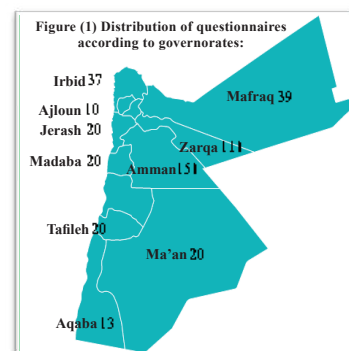 Figure (1) Distribution of questionnaires
according to governorates:
Irbid 37
Mafraq 39
Ajloun 10
Jerash 20
Zarqa 111
Madaba 20
Amman 151
Tafileh 20
Ma'an 20
Aqaba 13